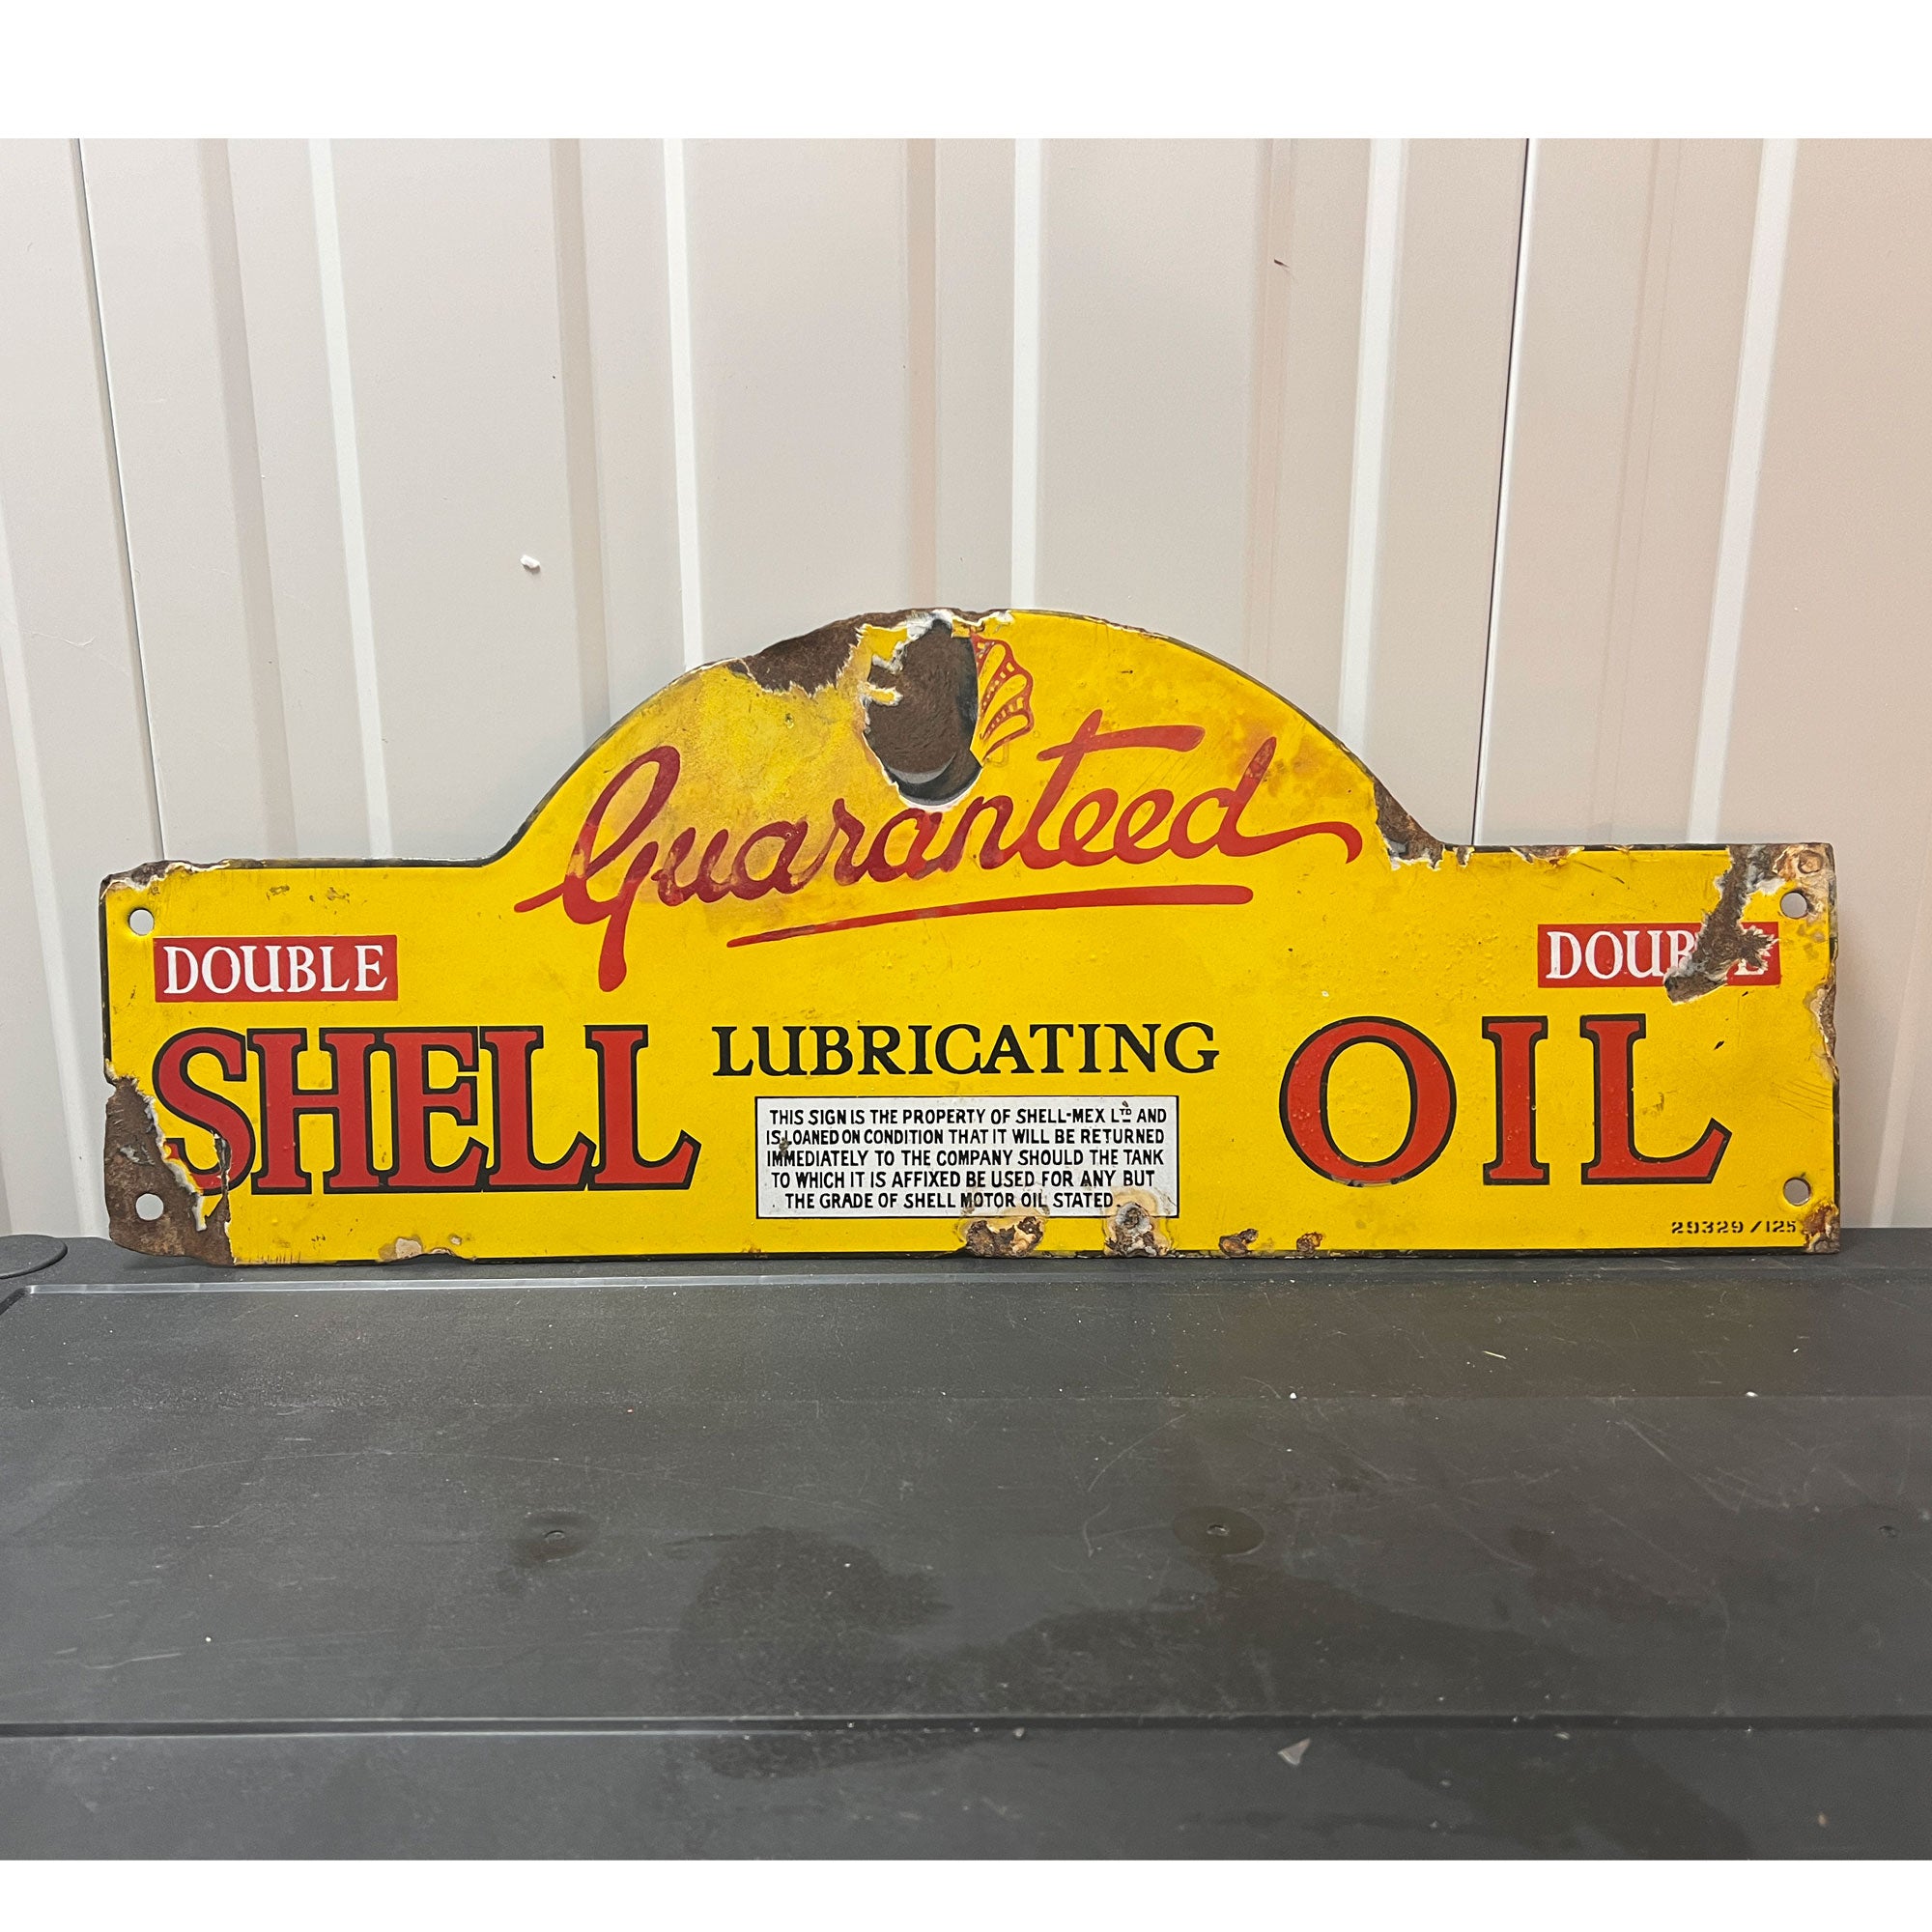 Guaranteed
DOUBLE
DOUBLE
SHELL LUBRICATING OIL
THIS SIGN IS THE PROPERTY OF SHELL-MEX LTD AND
IS LOANED ON CONDITION THAT IT WILL BE RETURNED
IMMEDIATELY TO THE COMPANY SHOULD THE TANK
TO WHICH IT IS AFFIXED BE USED FOR ANY BUT
THE GRADE OF SHELL MOTOR OIL STATED
29329/125